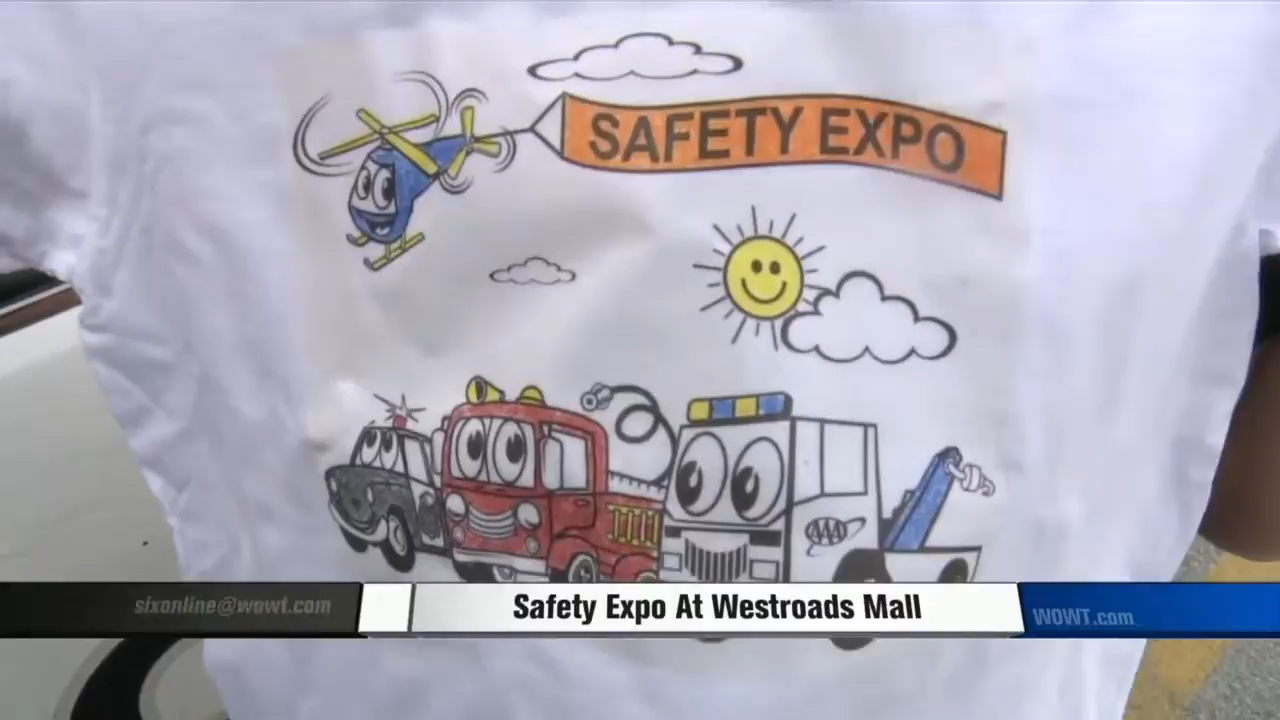 SAFETY EXPO
AAA
sixonline@wowt.com
Safety Expo At Westroads Mall
WOWT.com